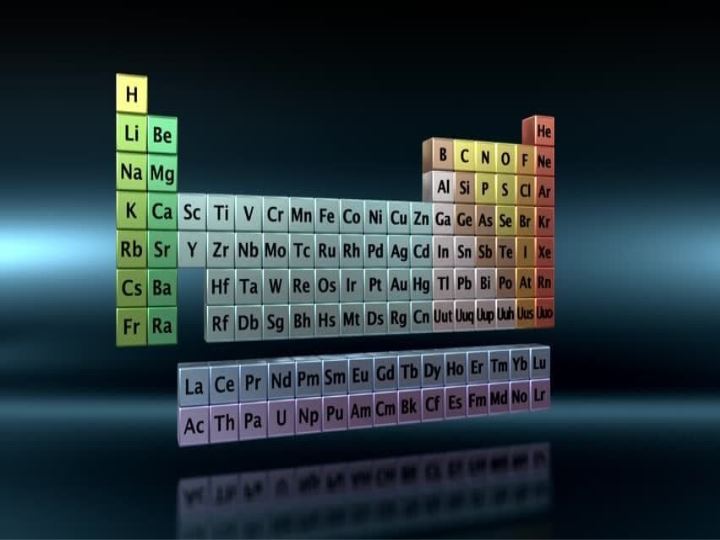 H
He
Li Be B C N O F Ne
Na Mg Al Si P S Cl Ar
K Ca Sc Ti V Cr Mn Fe Co Ni Cu Zn Ga Ge As Se Br Kr
Rb Sr Y Zr Nb Mo Tc Ru Rh Pd Ag Cd In Sn Sb Te I Xe
Cs Ba Hf Ta W Re Os Ir Pt Au Hg Tl Pb Bi Po At Rn
Fr Ra Rf Db Sg Bh Hs Mt Ds Rg Cn Uut Uuq Uup Uuh Uus Uuo
La Ce Pr Nd Pm Sm Eu Gd Tb Dy Ho Er Tm Yb Lu
Ac Th Pa U Np Pu Am Cm Bk Cf Es Fm Md No Lr